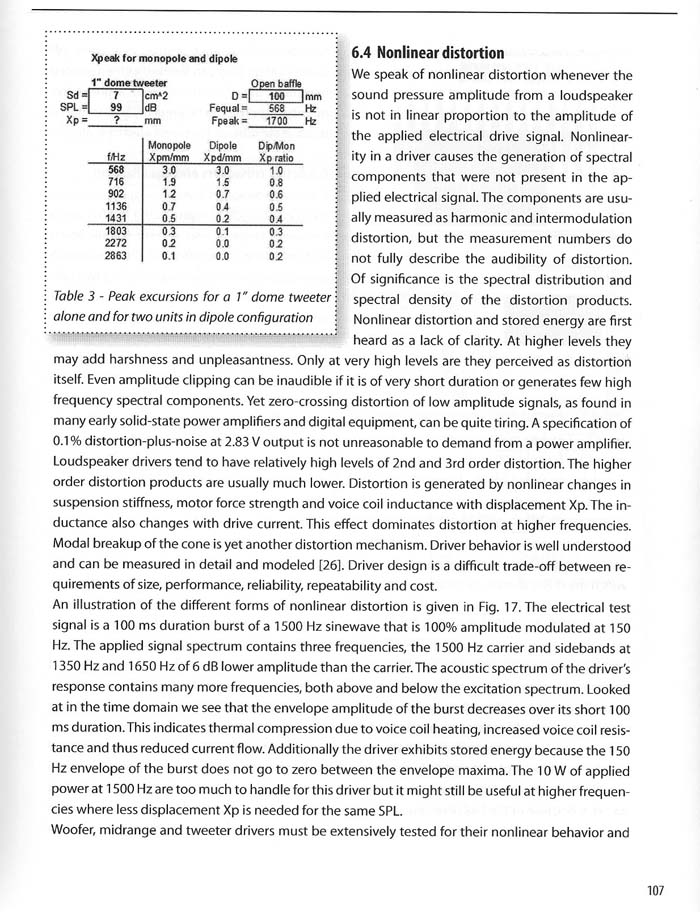 Xpeak for monopole and dipole
1" dome tweeter Open baffle
Sd = 7 cm^2 D = 100 mm
SPL = 99 dB Fequal = 568 Hz
Xp = ? mm Fpeak = 1700 Hz
Monopole Dipole Dip/Mon
f/Hz Xpm/mm Xpd/mm Xp ratio
568 3.0 3.0 1.0
716 1.9 1.5 0.8
902 1.2 0.7 0.6
1136 0.7 0.4 0.5
1431 0.5 0.2 0.4
1803 0.3 0.1 0.3
2272 0.2 0.0 0.2
2863 0.1 0.0 0.2
Table 3 - Peak excursions for a 1” dome tweeter
alone and for two units in dipole configuration
6.4 Nonlinear distortion
We speak of nonlinear distortion whenever the
sound pressure amplitude from a loudspeaker
is not in linear proportion to the amplitude of
the applied electrical drive signal. Nonlinear-
ity in a driver causes the generation of spectral
components that were not present in the ap-
plied electrical signal. The components are usu-
ally measured as harmonic and intermodulation
distortion, but the measurement numbers do
not fully describe the audibility of distortion.
Of significance is the spectral distribution and
spectral density of the distortion products.
Nonlinear distortion and stored energy are first
heard as a lack of clarity. At higher levels they
may add harshness and unpleasantness. Only at very high levels are they perceived as distortion
itself. Even amplitude clipping can be inaudible if it is of very short duration or generates few high
frequency spectral components. Yet zero-crossing distortion of low amplitude signals, as found in
many early solid-state power amplifiers and digital equipment, can be quite tiring. A specification of
0.1% distortion-plus-noise at 2.83 V output is not unreasonable to demand from a power amplifier.
Loudspeaker drivers tend to have relatively high levels of 2nd and 3rd order distortion. The higher
order distortion products are usually much lower. Distortion is generated by nonlinear changes in
suspension stiffness, motor force strength and voice coil inductance with displacement Xp. The in-
ductance also changes with drive current. This effect dominates distortion at higher frequencies.
Modal breakup of the cone is yet another distortion mechanism. Driver behavior is well understood
and can be measured in detail and modeled [26]. Driver design is a difficult trade-off between re-
quirements of size, performance, reliability, repeatability and cost.
An illustration of the different forms of nonlinear distortion is given in Fig. 17. The electrical test
signal is a 100 ms duration burst of a 1500 Hz sinewave that is 100% amplitude modulated at 150
Hz. The applied signal spectrum contains three frequencies, the 1500 Hz carrier and sidebands at
1350 Hz and 1650 Hz of 6 dB lower amplitude than the carrier. The acoustic spectrum of the driver’s
response contains many more frequencies, both above and below the excitation spectrum. Looked
at in the time domain we see that the envelope amplitude of the burst decreases over its short 100
ms duration. This indicates thermal compression due to voice coil heating, increased voice coil resis-
tance and thus reduced current flow. Additionally the driver exhibits stored energy because the 150
Hz envelope of the burst does not go to zero between the envelope maxima. The 10 W of applied
power at 1500 Hz are too much to handle for this driver but it might still be useful at higher frequen-
cies where less displacement Xp is needed for the same SPL.
Woofer, midrange and tweeter drivers must be extensively tested for their nonlinear behavior and
107